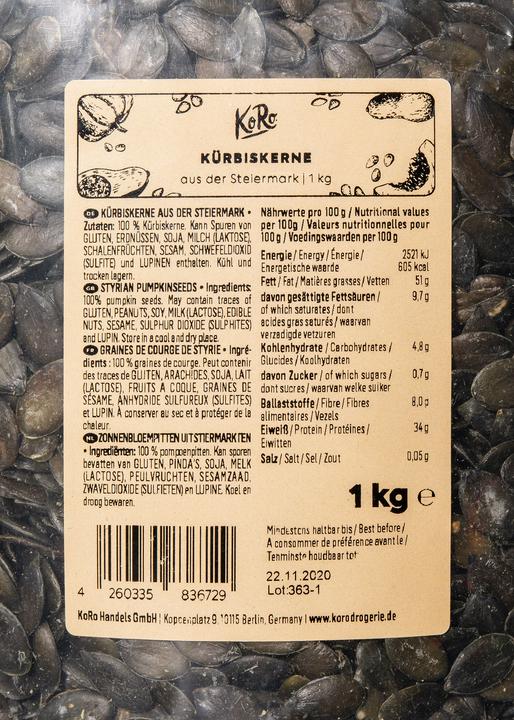 KoRo
KÜRBISKERNE
aus der Steiermark | 1 kg
DE KÜRBISKERNE AUS DER STEIERMARK •
Zutaten: 100 % Kürbiskerne. Kann Spuren von
GLUTEN, ERDNÜSSEN, SOJA, MILCH (LAKTOSE),
SCHALENFRÜCHTEN, SESAM, SCHWEFELDIOXID
(SULFITE) und LUPINEN enthalten. Kühl und
trocken lagern.
GB STYRIAN PUMPKINSEEDS • Ingredients:
100% pumpkin seeds. May contain traces of
GLUTEN, PEANUTS, SOY, MILK (LACTOSE), EDIBLE
NUTS, SESAME, SULPHUR DIOXIDE (SULPHITES)
and LUPIN. Store in a cool and dry place.
FR GRAINES DE COURGE DE STYRIE • Ingré-
dients : 100 % graines de courge. Peut contenir
des traces de GLUTEN, ARACHIDES, SOJA, LAIT
(LACTOSE), FRUITS A COQUE, GRAINES DE
SÉSAME, ANHYDRIDE SULFUREUX (SULFITES)
et LUPIN. À conserver au sec et à protéger de la
chaleur.
NL ZONNENBLOEMPITTEN UIT STIERMARKTEN
• Ingrediënten: 100 % pompoenpitten. Kan sporen
bevatten van GLUTEN, PINDA'S, SOJA, MELK
(LACTOSE), PEULVRUCHTEN, SESAMZAAD,
ZWAVELDIOXIDE (SULFIETEN) en LUPINE. Koel en
droog bewaren.
Nährwerte pro 100 g / Nutritional values
per 100g / Valeurs nutritionnelles pour
100 g / Voedingswaarden per 100 g
Energie / Energy / Énergie / 2521 kJ
Energetische waarde 605 kcal
Fett / Fat / Matières grasses / Vetten 51 g
davon gesättigte Fettsäuren / 9,7 g
of which saturates / dont
acides gras saturés / waarvan
verzadigde vetzuren
Kohlenhydrate / Carbohydrates / 4,8 g
Glucides / Koolhydraten
davon Zucker / of which sugars / 0,7 g
dont sucres / waarvan welke suiker
Ballaststoffe / Fibre / Fibres 8,0 g
alimentaires / Vezels
Eiweiß / Protein / Protéines / 34 g
Eiwitten
Salz / Salt / Sel / Zout 0,05 g
1 kg e
Mindestens haltbar bis / Best before /
A consommer de préférence avant le /
Tenminste houdbaar tot
22.11.2020
Lot:363-1
4 260335 836729
KoRo Handels GmbH | Koppenplatz 9, 10115 Berlin, Germany | www.korodrogerie.de